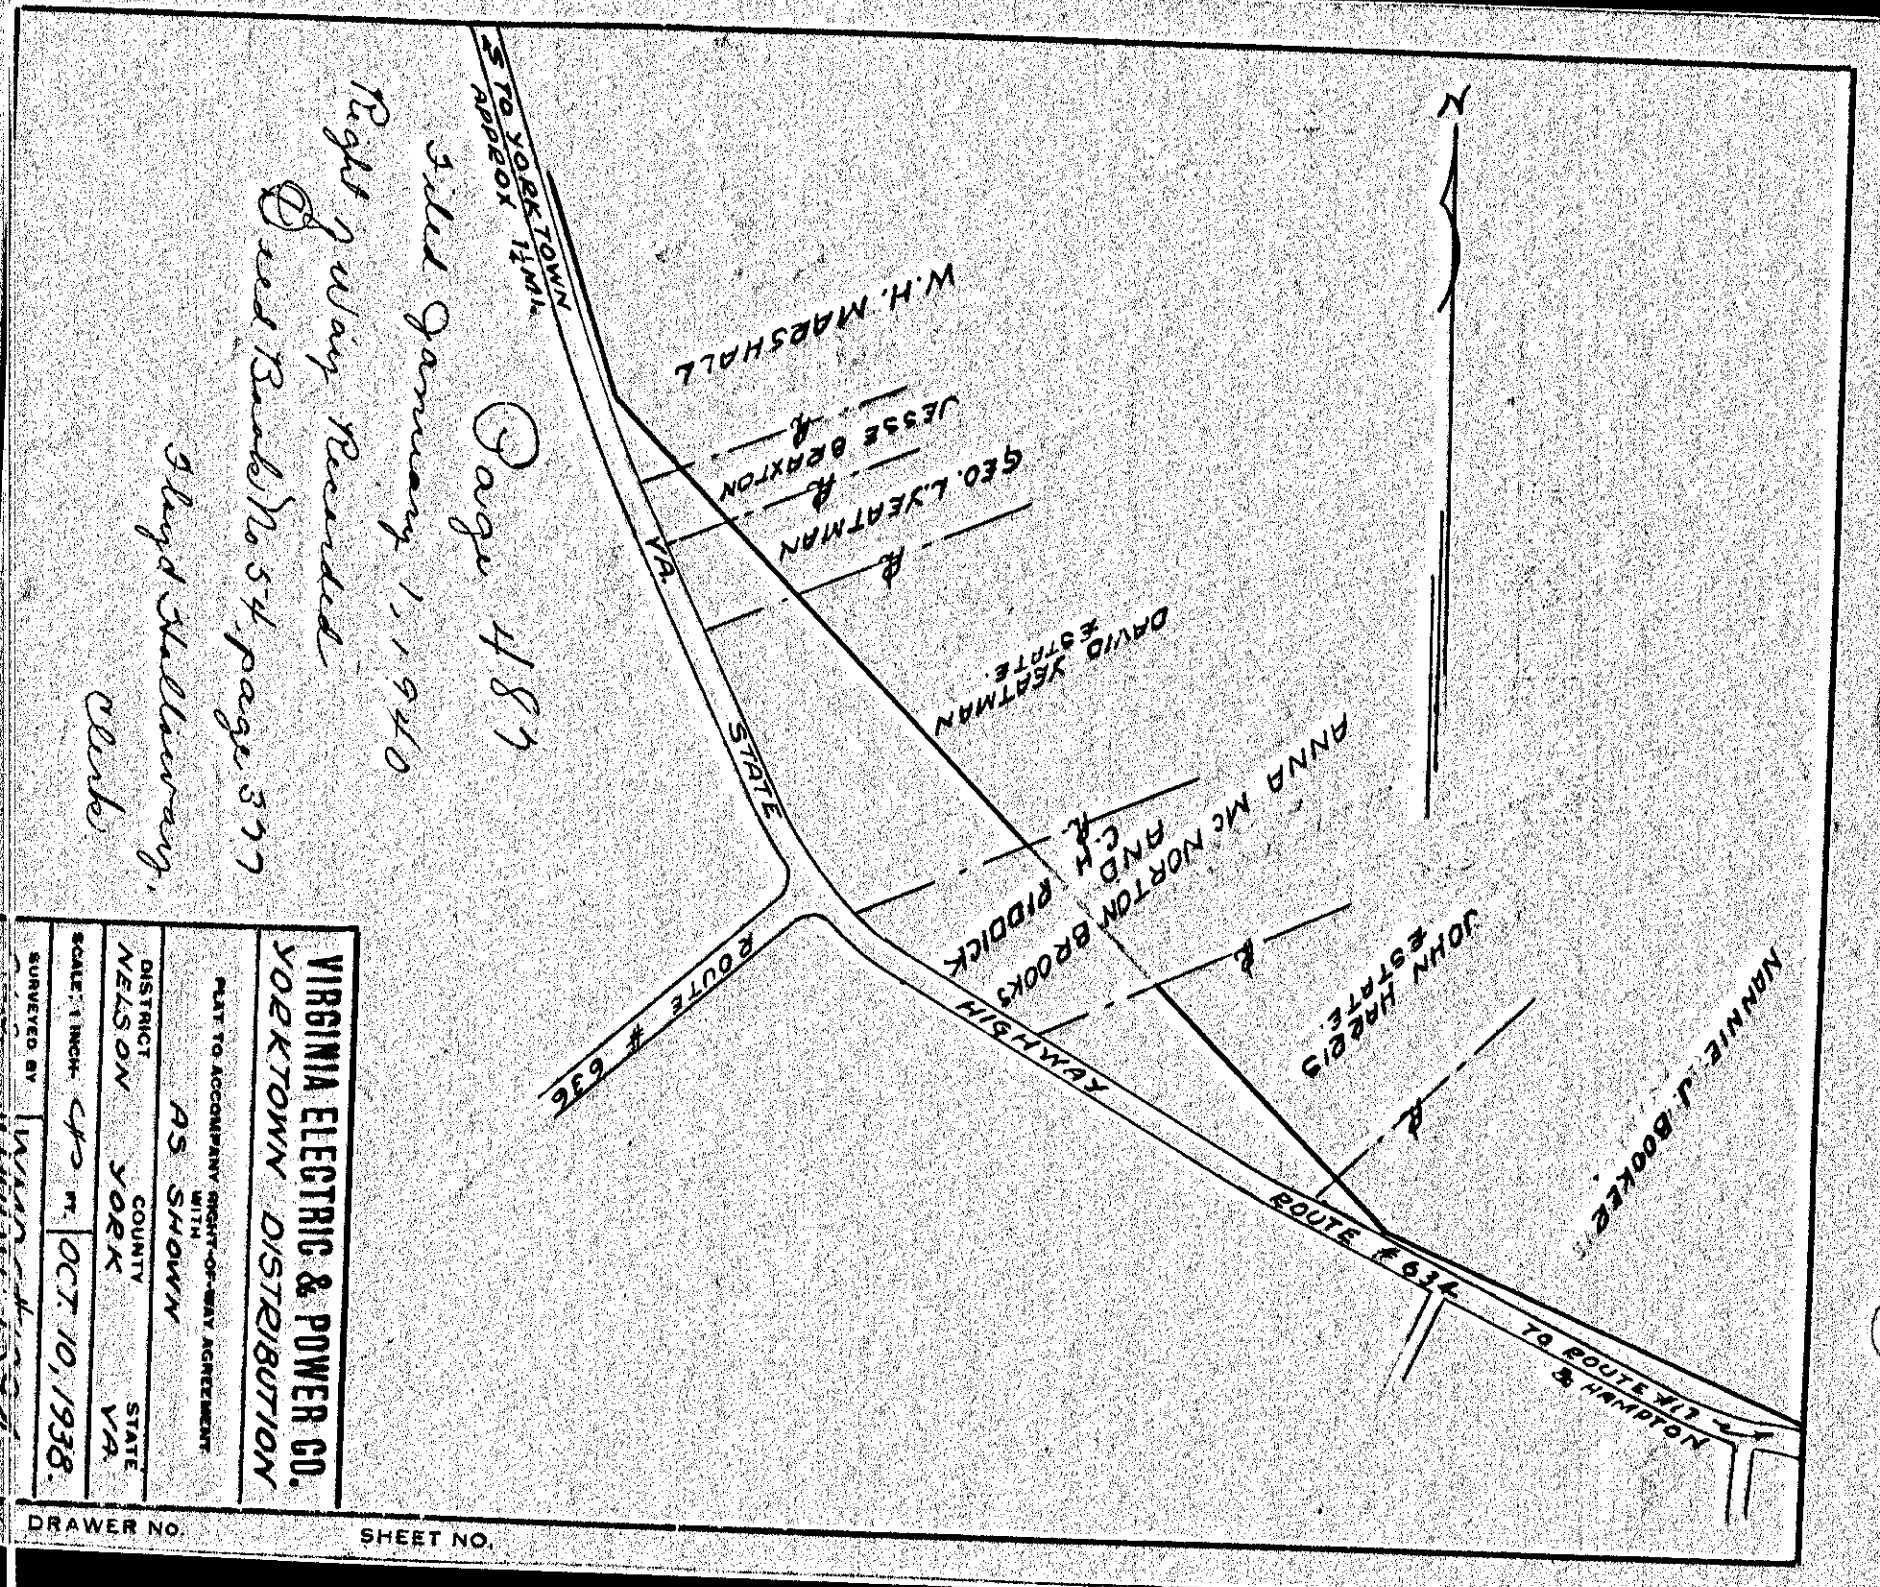 N
S TO YORKTOWN
APPROX 1½ MI.
W. H. MARSHALL
JESSE BRAXTON
GEO. L. YEATMAN
DAVID YEATMAN
ESTATE.
ANNA Mc NORTON BROOKS
AND
C. H RIDDICK
JOHN HARRIS
ESTATE.
NANNIE J. BOOKER
VA. STATE HIGHWAY ROUTE # 634
TO ROUTE #17
& HAMPTON
ROUTE # 636
Page 487
Filed January 1, 1940
Right of Way Recorded
Deed Book No 54, page 377
Floyd Holloway,
Clerk
VIRGINIA ELECTRIC & POWER CO.
YORKTOWN DISTRIBUTION
PLAT TO ACCOMPANY RIGHT-OF-WAY AGREEMENT
WITH
AS SHOWN
DISTRICT COUNTY STATE
NELSON YORK VA.
SCALE, 1 INCH- FT. OCT. 10, 1938.
SURVEYED BY
DRAWER NO.
SHEET NO.